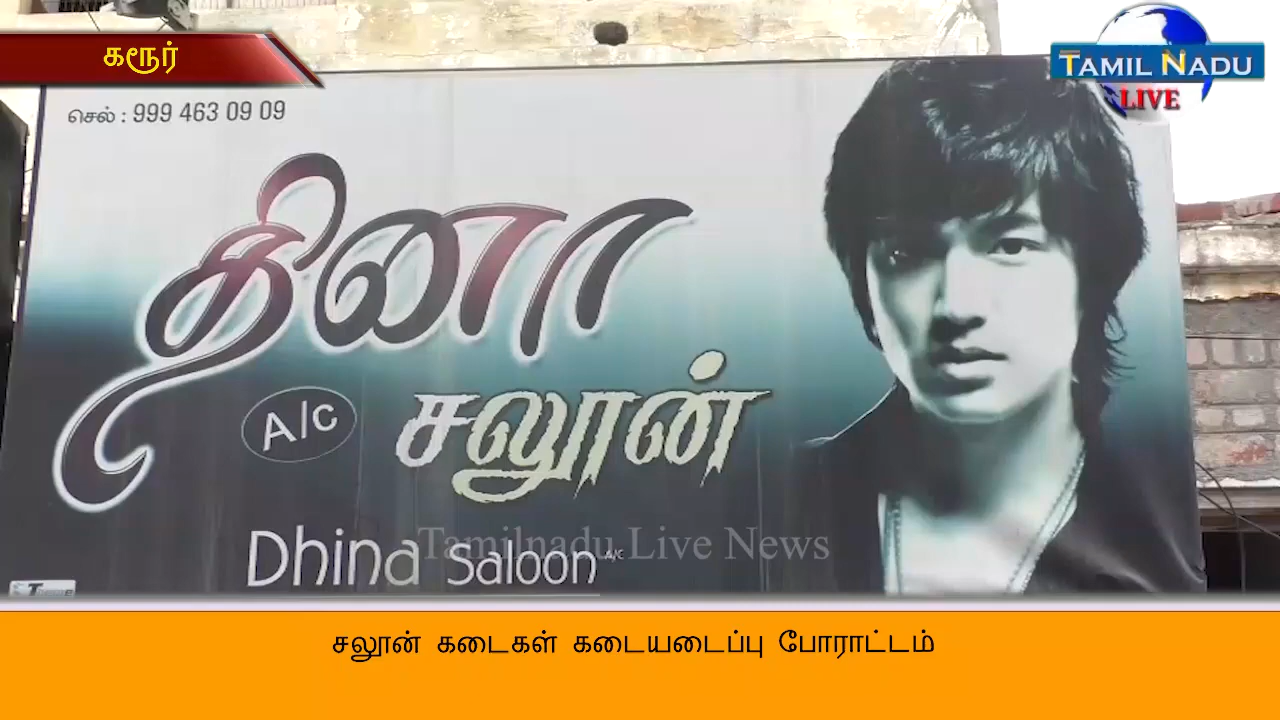 கரூர்
TAMIL NADU
LIVE
செல் : 999 463 09 09
தினா
A/c
சலூன்
Tamilnadu Live News
Dhina Saloon A/C
சலூன் கடைகள் கடையடைப்பு போராட்டம்